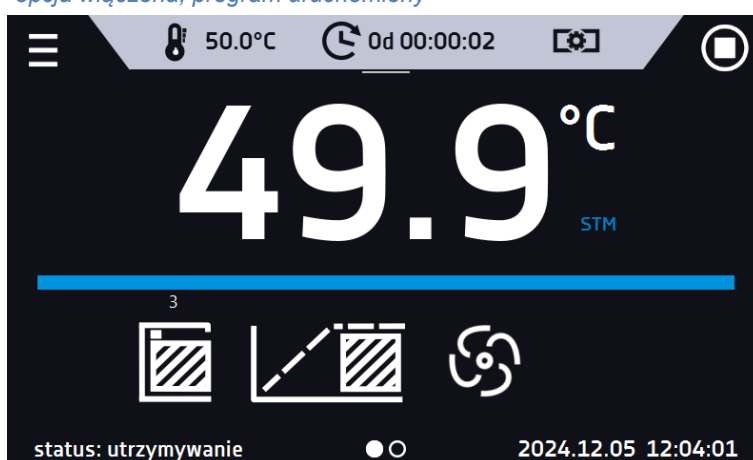 opcja włączona, program uruchomiony
50.0°C 0d 00:00:02
49.9°C
STM
3
status: utrzymywanie 2024.12.05 12:04:01